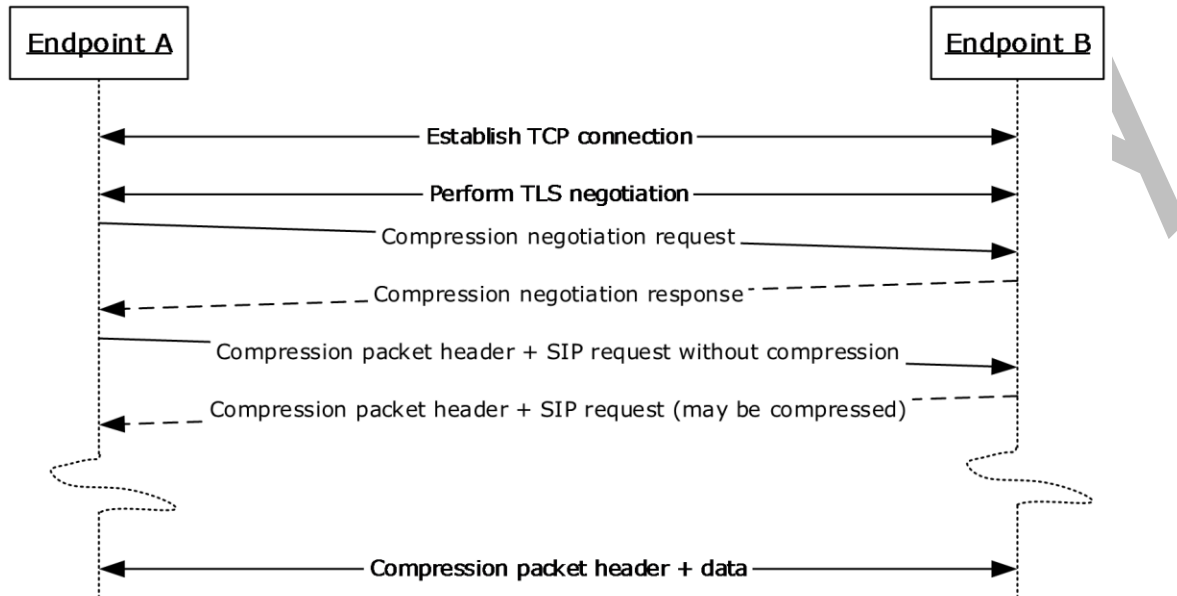 Endpoint A
Endpoint B
Establish TCP connection
Perform TLS negotiation
Compression negotiation request
Compression negotiation response
Compression packet header + SIP request without compression
Compression packet header + SIP request (may be compressed)
Compression packet header + data